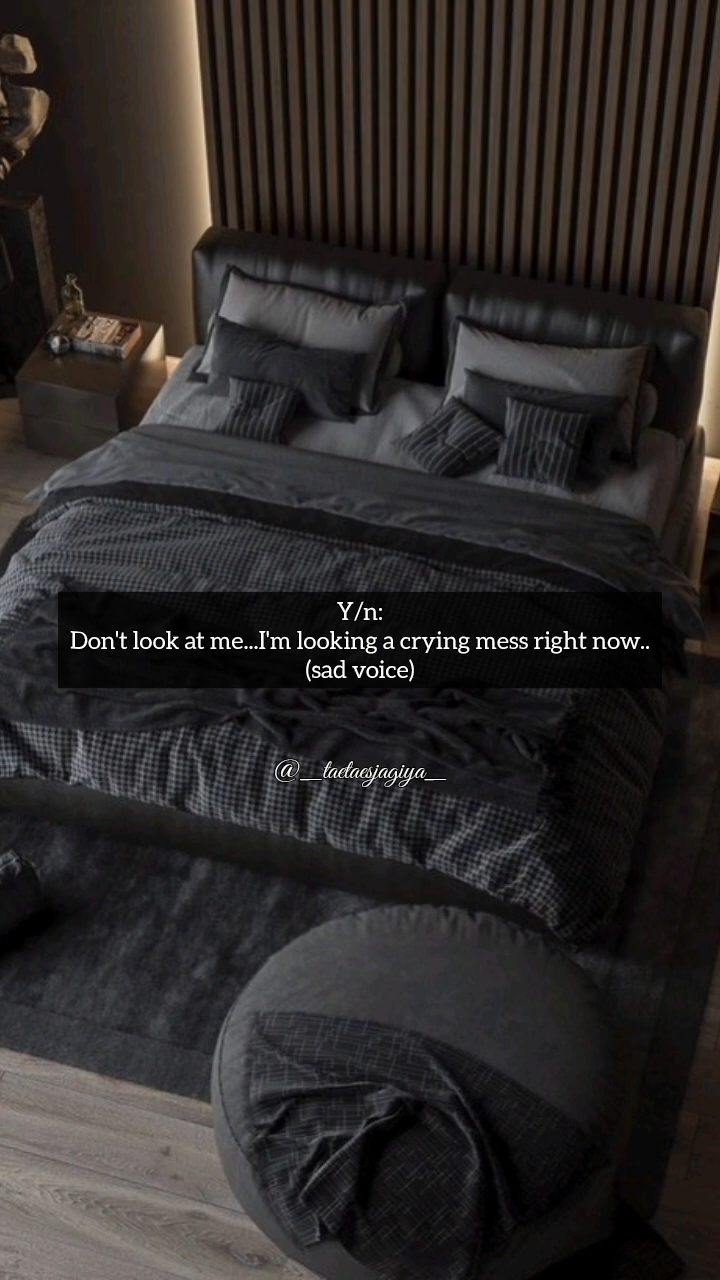 Y/n:
Don't look at me...I'm looking a crying mess right now..
(sad voice)
@__taetaesjagiya__